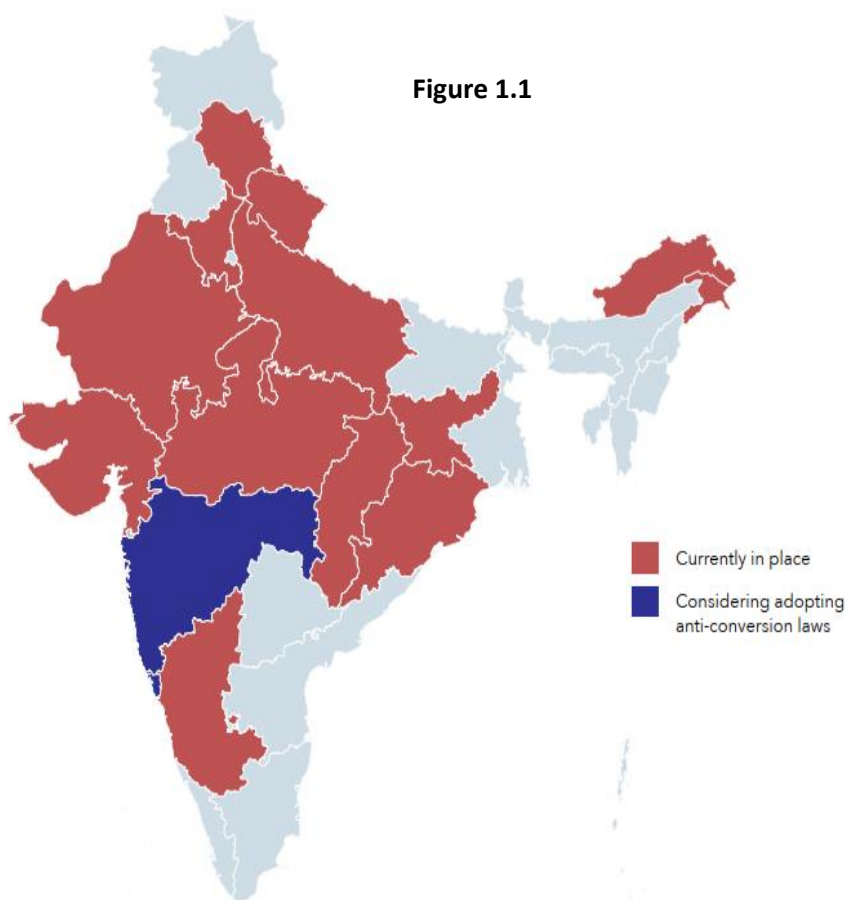 Figure 1.1
Currently in place
Considering adopting
anti-conversion laws